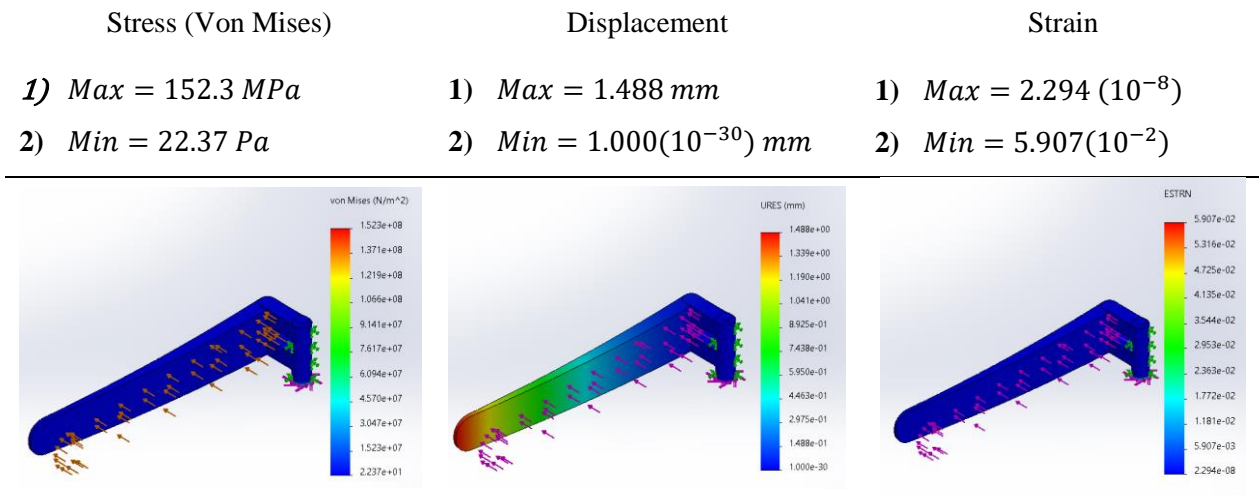 Stress (Von Mises)
Displacement
Strain
1) Max = 152.3 MPa
1) Max = 1.488 mm
1) Max = 2.294 (10⁻⁸)
2) Min = 22.37 Pa
2) Min = 1.000(10⁻³⁰) mm
2) Min = 5.907(10⁻²)
von Mises (N/m^2)
1.523e+08
1.371e+08
1.219e+08
1.066e+08
9.141e+07
7.617e+07
6.094e+07
4.570e+07
3.047e+07
1.523e+07
2.237e+01
URES (mm)
1.488e+00
1.339e+00
1.190e+00
1.041e+00
8.925e-01
7.438e-01
5.950e-01
4.463e-01
2.975e-01
1.488e-01
1.000e-30
ESTRN
5.907e-02
5.316e-02
4.725e-02
4.135e-02
3.544e-02
2.953e-02
2.363e-02
1.772e-02
1.181e-02
5.907e-03
2.294e-08